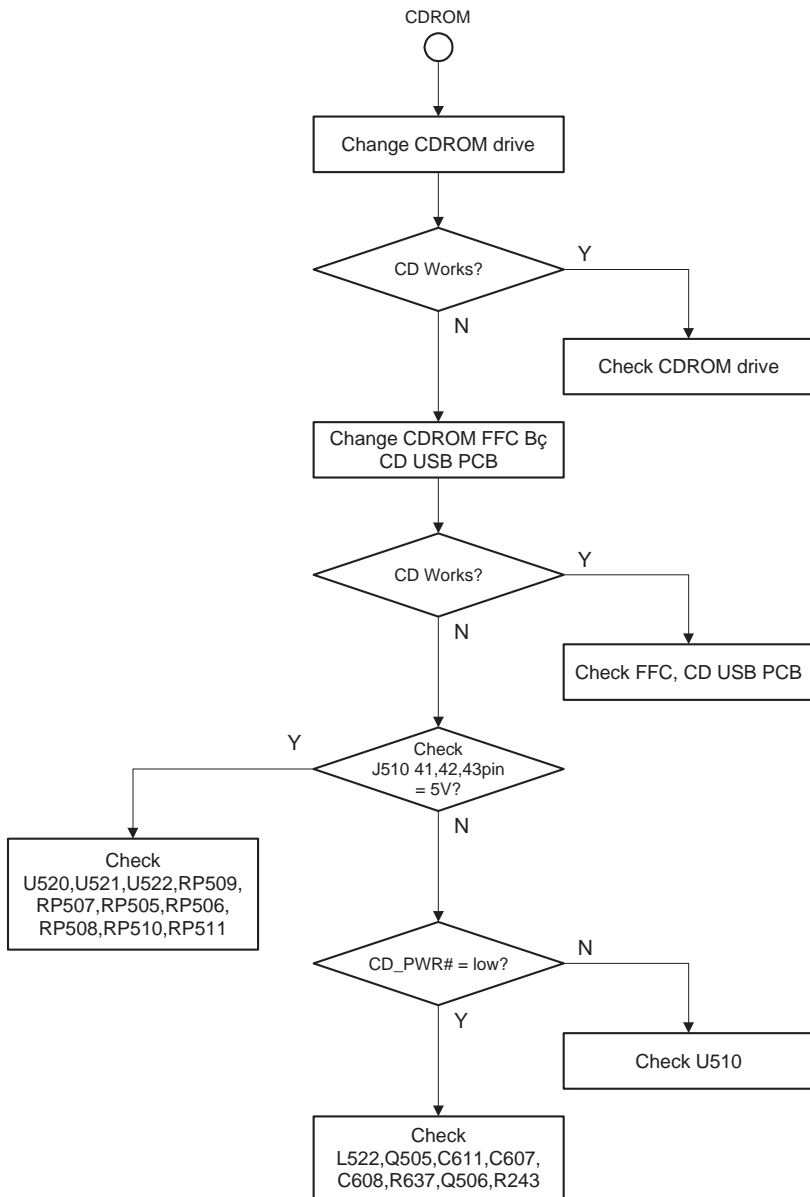 CDROM
Change CDROM drive
CD Works?
Y
N
Check CDROM drive
Change CDROM FFC Bç
CD USB PCB
CD Works?
Y
N
Check FFC, CD USB PCB
Check
J510 41,42,43pin
= 5V?
Y
N
Check
U520,U521,U522,RP509,
RP507,RP505,RP506,
RP508,RP510,RP511
CD_PWR# = low?
N
Y
Check U510
Check
L522,Q505,C611,C607,
C608,R637,Q506,R243